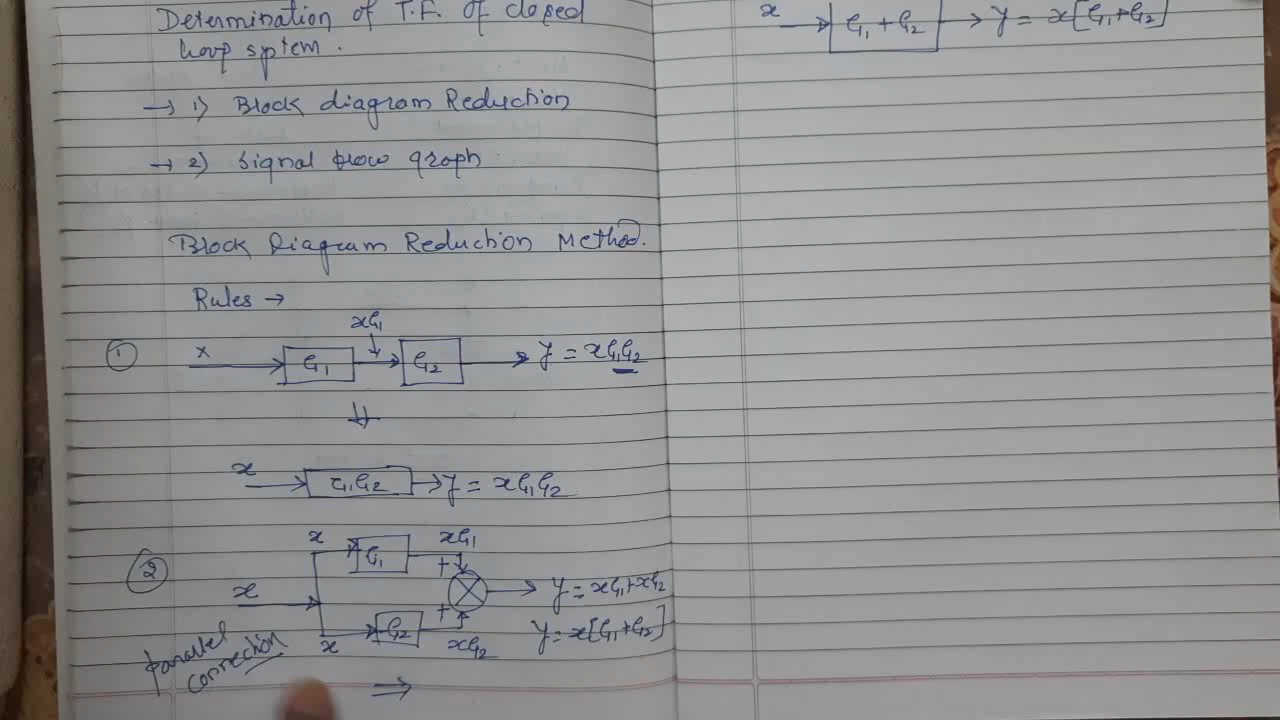 Determination of T.F. of closed
loop system.
→ 1) Block diagram Reduction
→ 2) Signal flow graph
Block Diagram Reduction Method.
Rules →
xG1
① x G1 G2 y = xG1G2
x G1G2 y = xG1G2
② x G1 xG1
+
x y = xG1+xG2
+
x G2 xG2 y = x[G1+G2]
parallel
connection
⇒
x G1+G2 y = x[G1+G2]